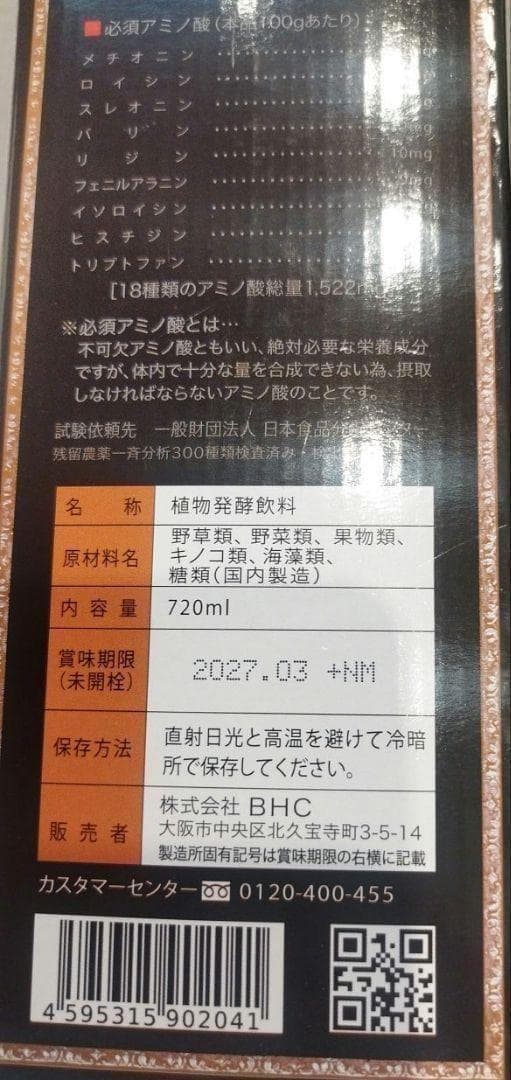 必須アミノ酸(本品100gあたり)
メチオニン
ロイシン
スレオニン
バリン
リジン 10mg
フェニルアラニン
イソロイシン
ヒスチジン
トリプトファン
[18種類のアミノ酸総量1,522m
※必須アミノ酸とは…
不可欠アミノ酸ともいい、絶対必要な栄養成分
ですが、体内で十分な量を合成できない為、摂取
しなければならないアミノ酸のことです。
試験依頼先 一般財団法人 日本食品分析センター
残留農薬一斉分析300種類検査済み・検
名称 植物発酵飲料
原材料名 野草類、野菜類、果物類、
キノコ類、海藻類、
糖類(国内製造)
内容量 720ml
賞味期限
(未開栓) 2027.03 +NM
保存方法 直射日光と高温を避けて冷暗
所で保存してください。
販売者 株式会社 BHC
大阪市中央区北久宝寺町3-5-14
製造所固有記号は賞味期限の右横に記載
カスタマーセンター 0120-400-455
4 595315 902041